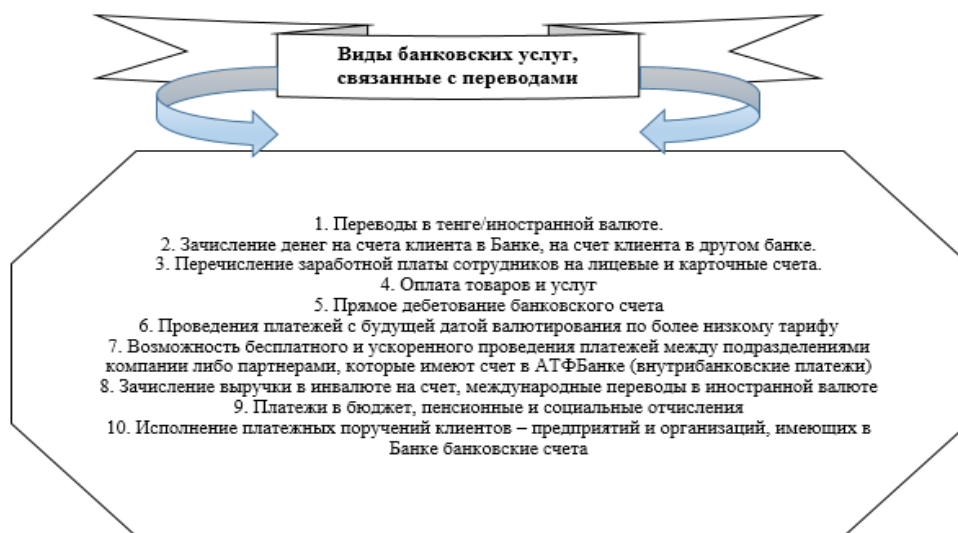 Виды банковских услуг,
связанные с переводами
1. Переводы в тенге/иностранной валюте.
2. Зачисление денег на счета клиента в Банке, на счет клиента в другом банке.
3. Перечисление заработной платы сотрудников на лицевые и карточные счета.
4. Оплата товаров и услуг
5. Прямое дебетование банковского счета
6. Проведения платежей с будущей датой валютирования по более низкому тарифу
7. Возможность бесплатного и ускоренного проведения платежей между подразделениями
компании либо партнерами, которые имеют счет в АТФБанке (внутрибанковские платежи)
8. Зачисление выручки в инвалюте на счет, международные переводы в иностранной валюте
9. Платежи в бюджет, пенсионные и социальные отчисления
10. Исполнение платежных поручений клиентов – предприятий и организаций, имеющих в
Банке банковские счета